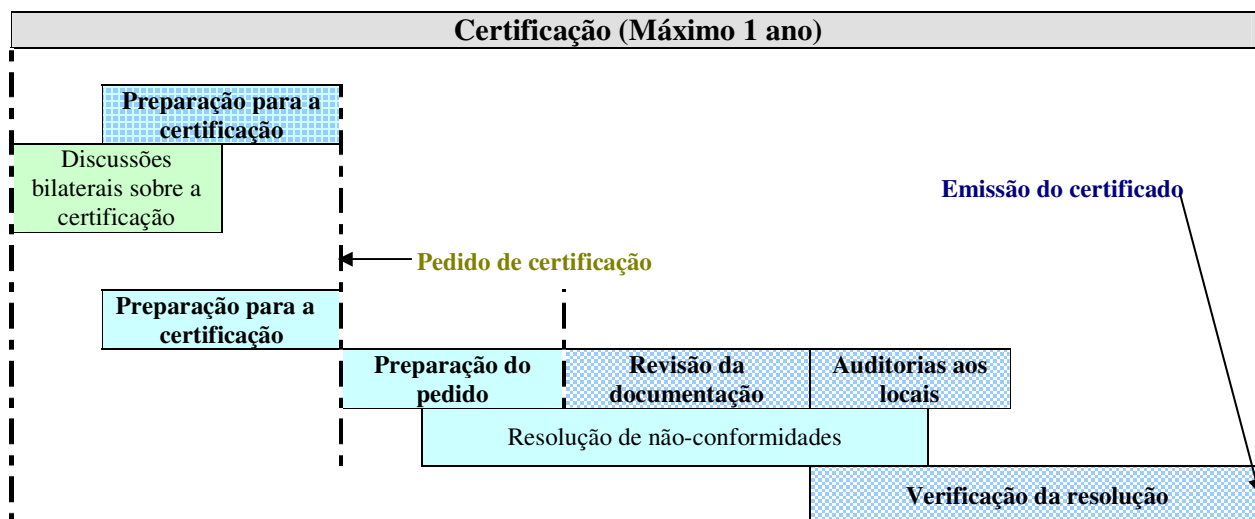 Certificação (Máximo 1 ano)
Preparação para a
certificação
Discussões
bilaterais sobre a
certificação
Emissão do certificado
Pedido de certificação
Preparação para a
certificação
Preparação do
pedido
Revisão da
documentação
Auditorias aos
locais
Resolução de não-conformidades
Verificação da resolução